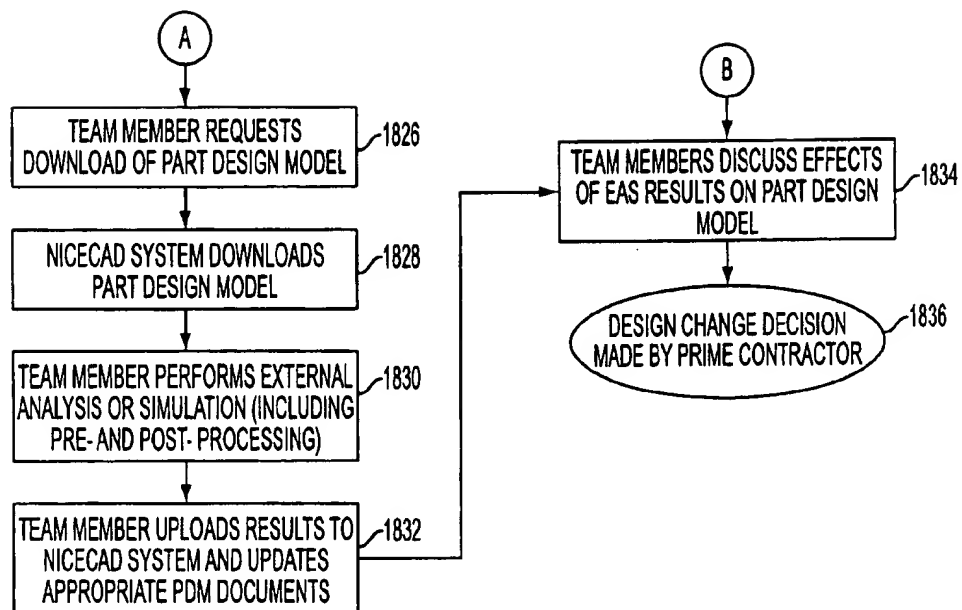 A
TEAM MEMBER REQUESTS
DOWNLOAD OF PART DESIGN MODEL
1826
NICECAD SYSTEM DOWNLOADS
PART DESIGN MODEL
1828
TEAM MEMBER PERFORMS EXTERNAL
ANALYSIS OR SIMULATION (INCLUDING
PRE- AND POST- PROCESSING)
1830
TEAM MEMBER UPLOADS RESULTS TO
NICECAD SYSTEM AND UPDATES
APPROPRIATE PDM DOCUMENTS
1832
B
TEAM MEMBERS DISCUSS EFFECTS
OF EAS RESULTS ON PART DESIGN
MODEL
1834
DESIGN CHANGE DECISION
MADE BY PRIME CONTRACTOR
1836